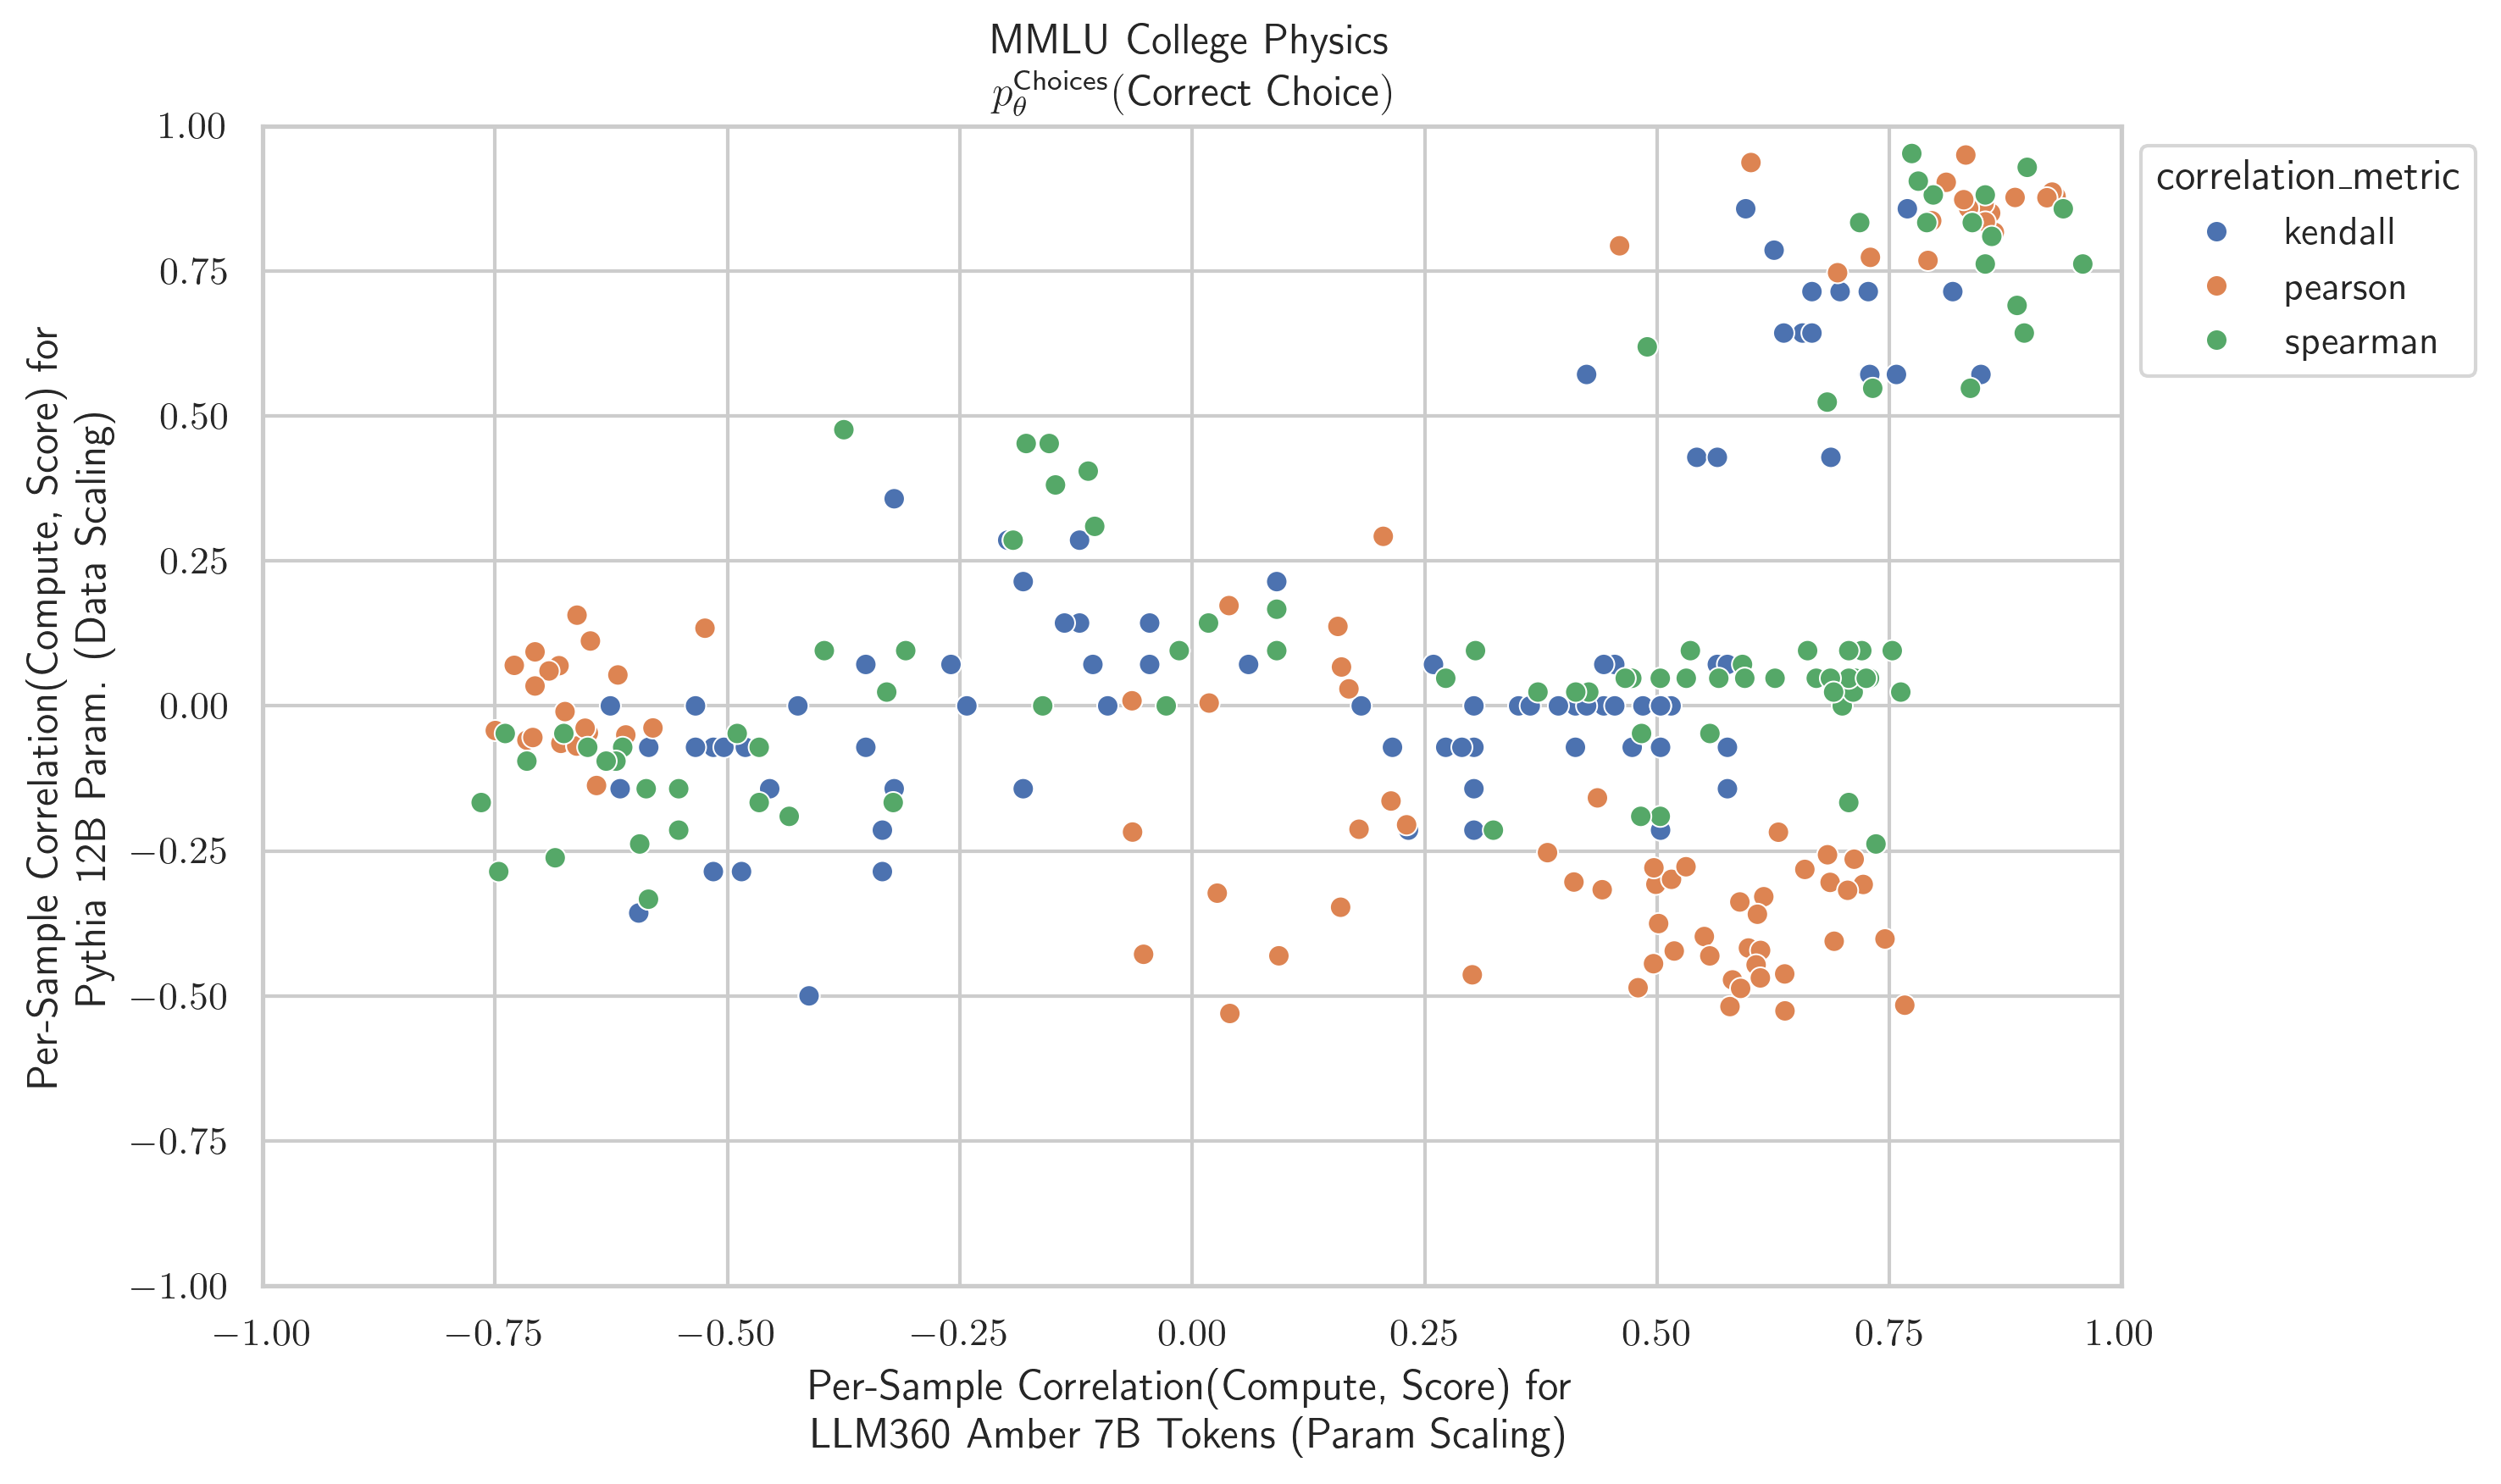 MMLU College Physics
p_θ^Choices(Correct Choice)
1.00
0.75
0.50
0.25
0.00
−0.25
−0.50
−0.75
−1.00
Per-Sample Correlation(Compute, Score) for
Pythia 12B Param. (Data Scaling)
correlation_metric
kendall
pearson
spearman
−1.00 −0.75 −0.50 −0.25 0.00 0.25 0.50 0.75 1.00
Per-Sample Correlation(Compute, Score) for
LLM360 Amber 7B Tokens (Param Scaling)